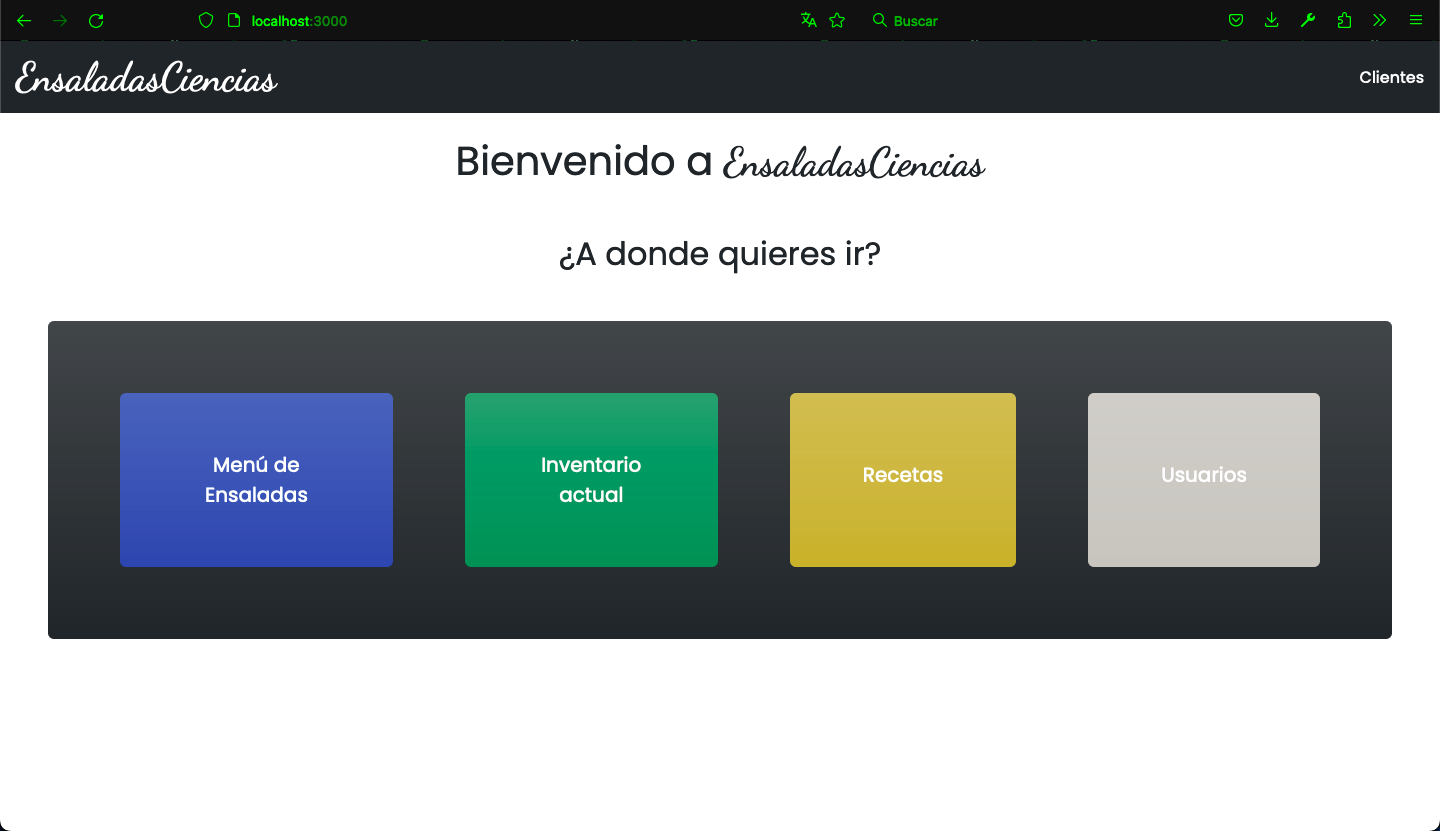 localhost:3000
Buscar
EnsaladasCiencias
Clientes
Bienvenido a EnsaladasCiencias
¿A donde quieres ir?
Menú de
Ensaladas
Inventario
actual
Recetas
Usuarios